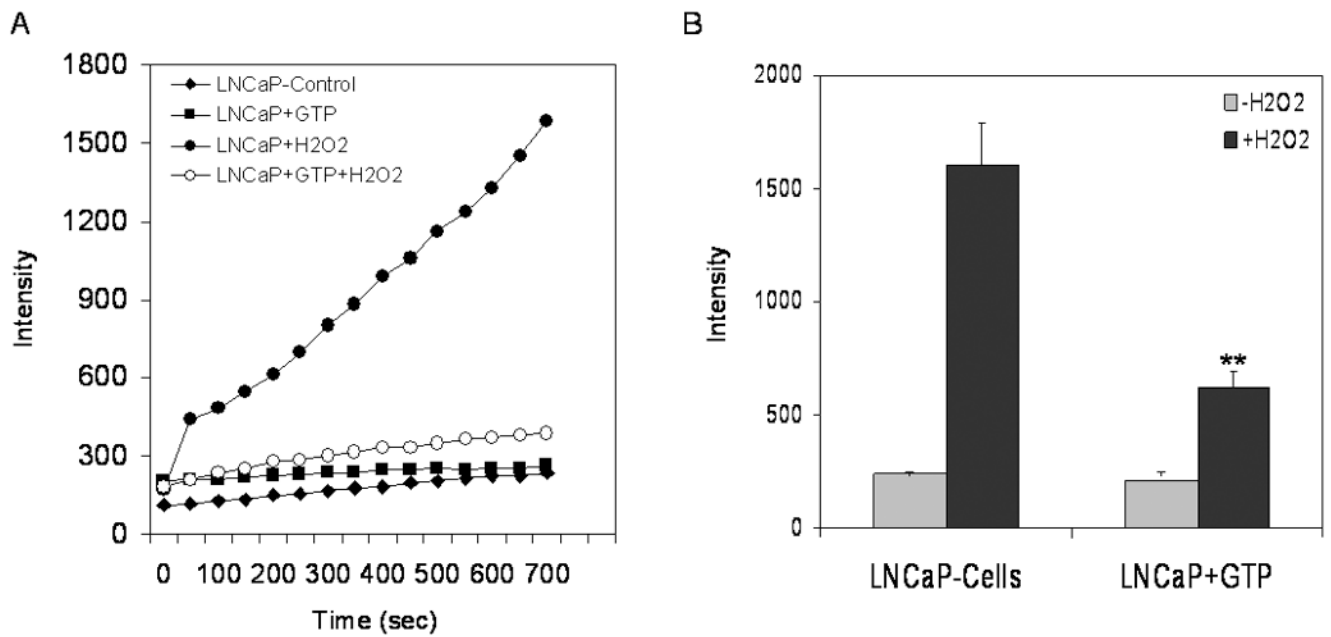 A
Intensity
1800
1500
1200
900
600
300
0
LNCaP-Control
LNCaP+GTP
LNCaP+H2O2
LNCaP+GTP+H2O2
0 100 200 300 400 500 600 700
Time (sec)
B
Intensity
2000
1500
1000
500
0
-H2O2
+H2O2
**
LNCaP-Cells LNCaP+GTP